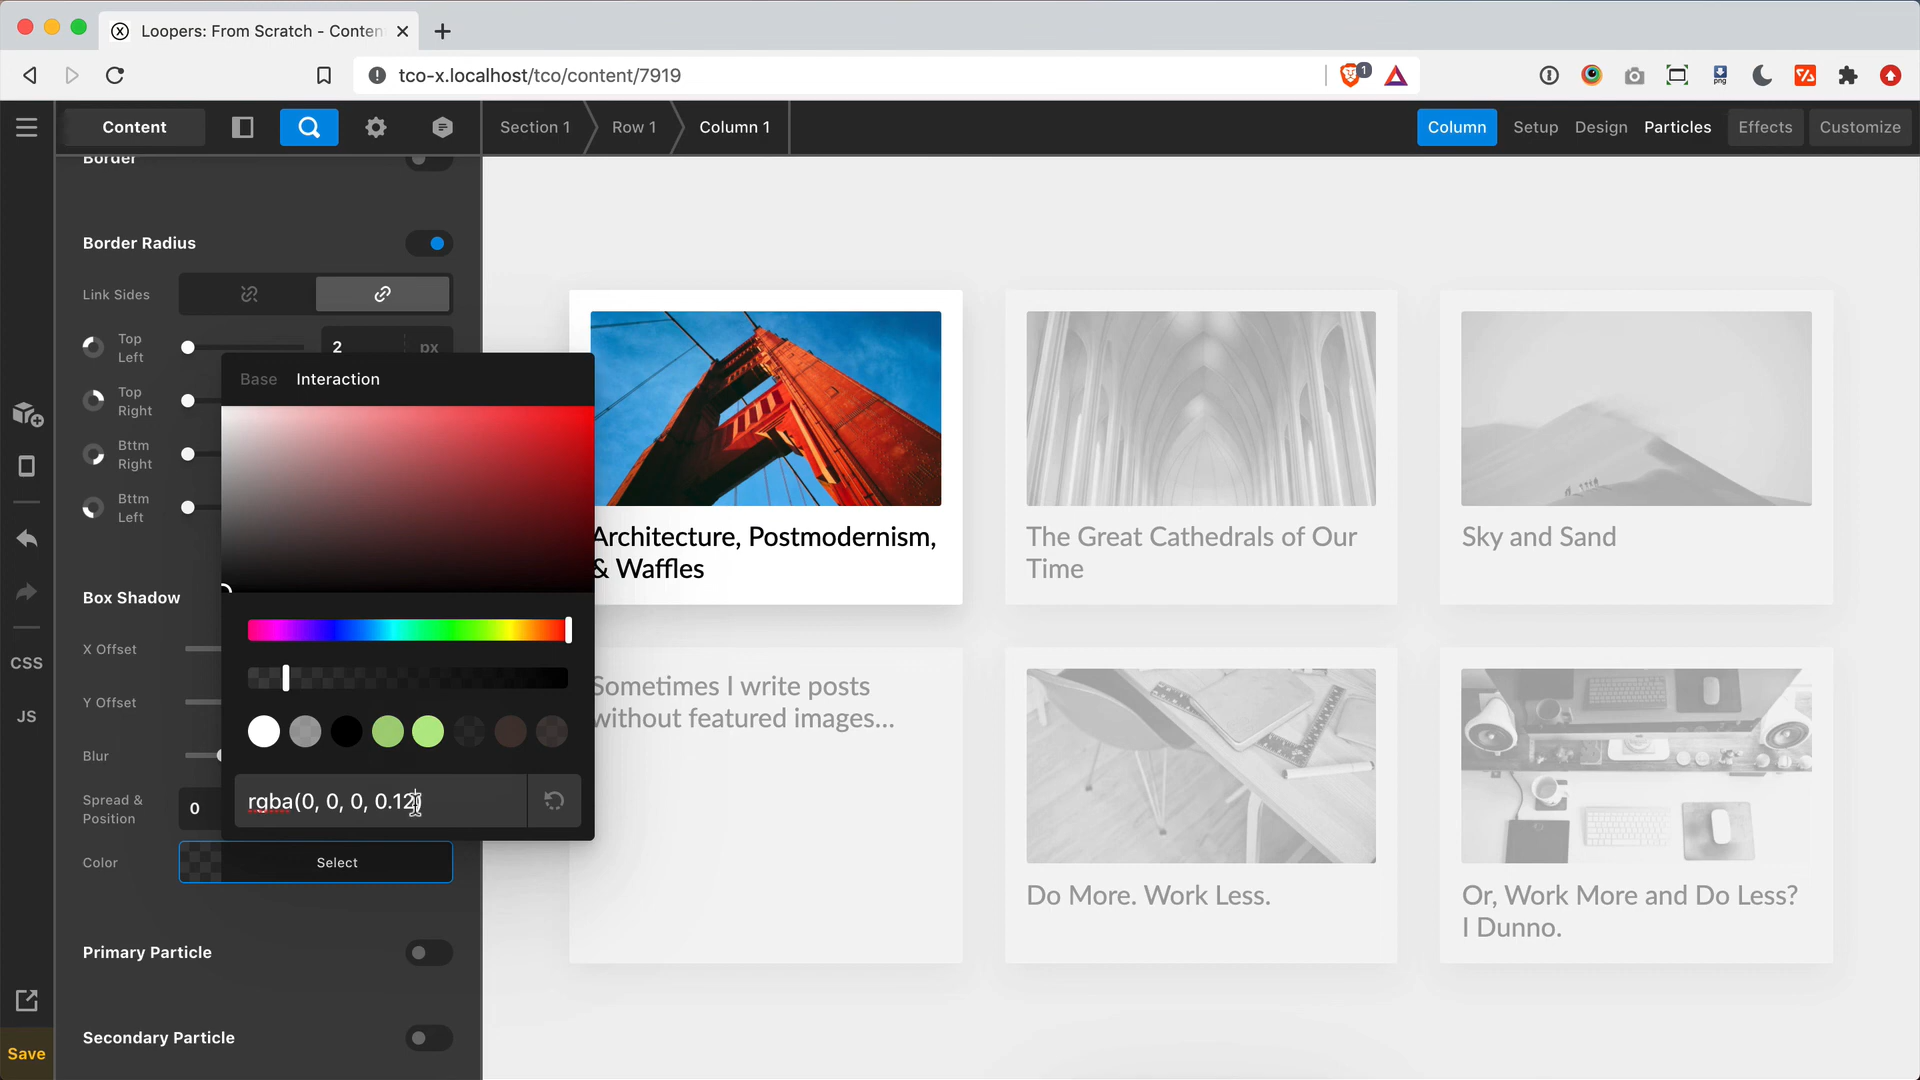 Loopers: From Scratch - Conten
tco-x.localhost/tco/content/7919
1
Content
Section 1
Row 1
Column 1
Column
Setup
Design
Particles
Effects
Customize
Border
Border Radius
Link Sides
Top
Left
2
px
Top
Right
Bttm
Right
Bttm
Left
Base
Interaction
Box Shadow
X Offset
CSS
Y Offset
JS
Blur
Spread &
Position
0
rgba(0, 0, 0, 0.12)
Color
Select
Primary Particle
Secondary Particle
Save
Architecture, Postmodernism,
& Waffles
The Great Cathedrals of Our
Time
Sky and Sand
Sometimes I write posts
without featured images...
Do More. Work Less.
Or, Work More and Do Less?
I Dunno.